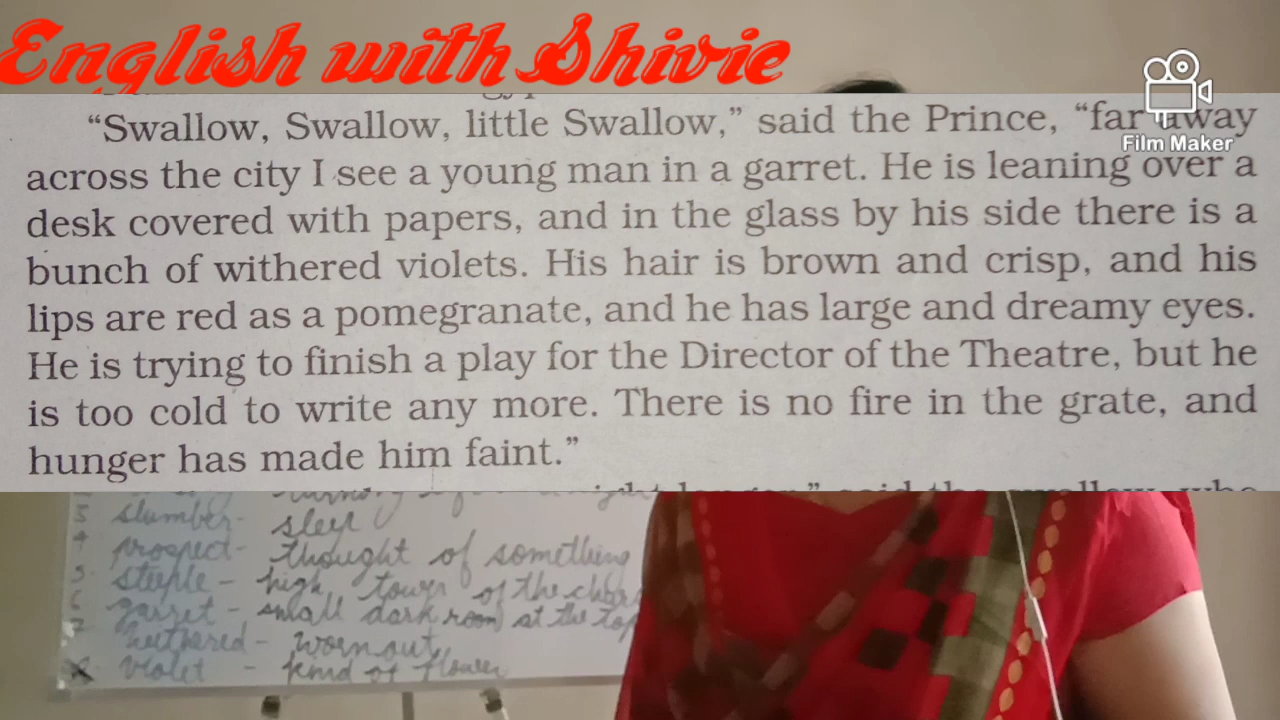 English with Shivie
Film Maker
"Swallow, Swallow, little Swallow," said the Prince, "far away
across the city I see a young man in a garret. He is leaning over a
desk covered with papers, and in the glass by his side there is a
bunch of withered violets. His hair is brown and crisp, and his
lips are red as a pomegranate, and he has large and dreamy eyes.
He is trying to finish a play for the Director of the Theatre, but he
is too cold to write any more. There is no fire in the grate, and
hunger has made him faint."
said the swallow, who
slumber - sleep
prospect - thought of something
steeple - high tower of the
garret - small dark room at the top
wethered - worn out
violet - kind of flower